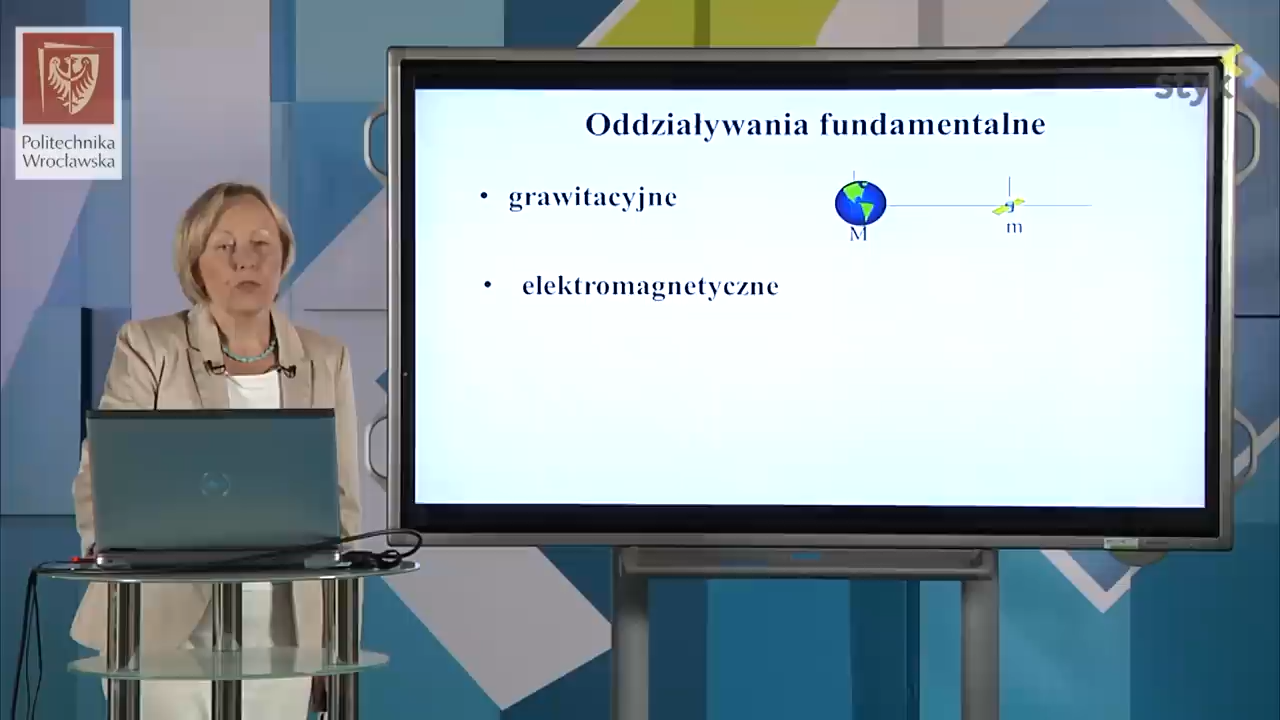 Politechnika
Wrocławska
styk
Oddziaływania fundamentalne
• grawitacyjne
M
m
• elektromagnetyczne